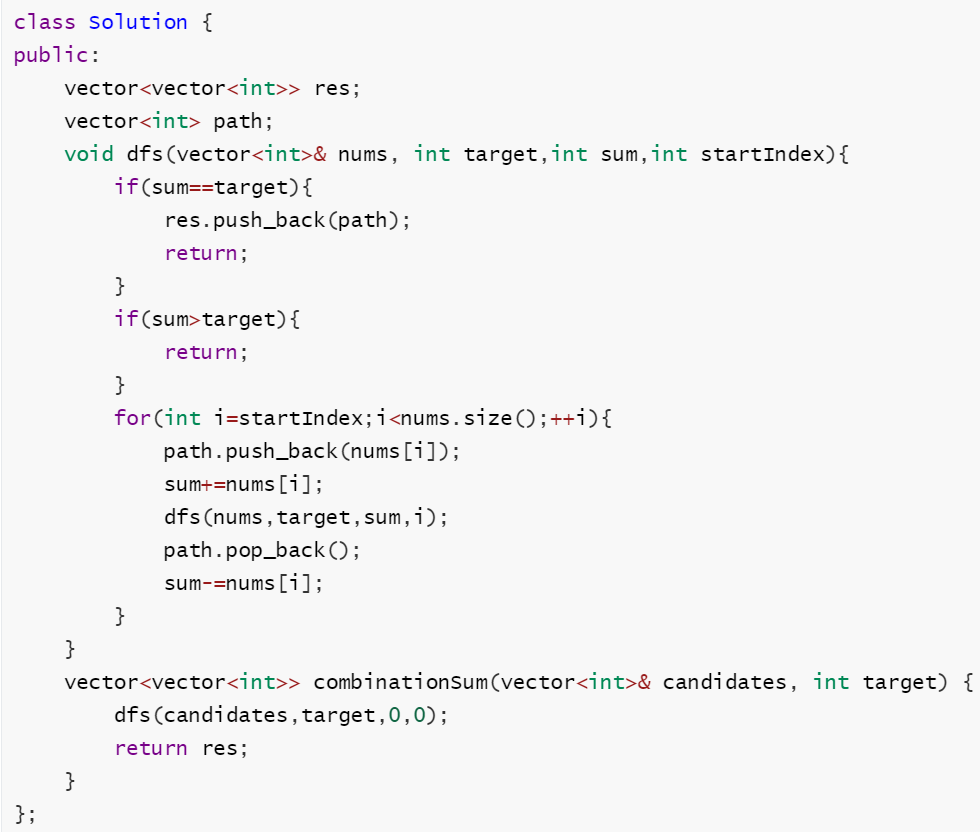 class Solution {
public:
    vector<vector<int>> res;
    vector<int> path;
    void dfs(vector<int>& nums, int target,int sum,int startIndex){
        if(sum==target){
            res.push_back(path);
            return;
        }
        if(sum>target){
            return;
        }
        for(int i=startIndex;i<nums.size();++i){
            path.push_back(nums[i]);
            sum+=nums[i];
            dfs(nums,target,sum,i);
            path.pop_back();
            sum-=nums[i];
        }
    }
    vector<vector<int>> combinationSum(vector<int>& candidates, int target) {
        dfs(candidates,target,0,0);
        return res;
    }
};